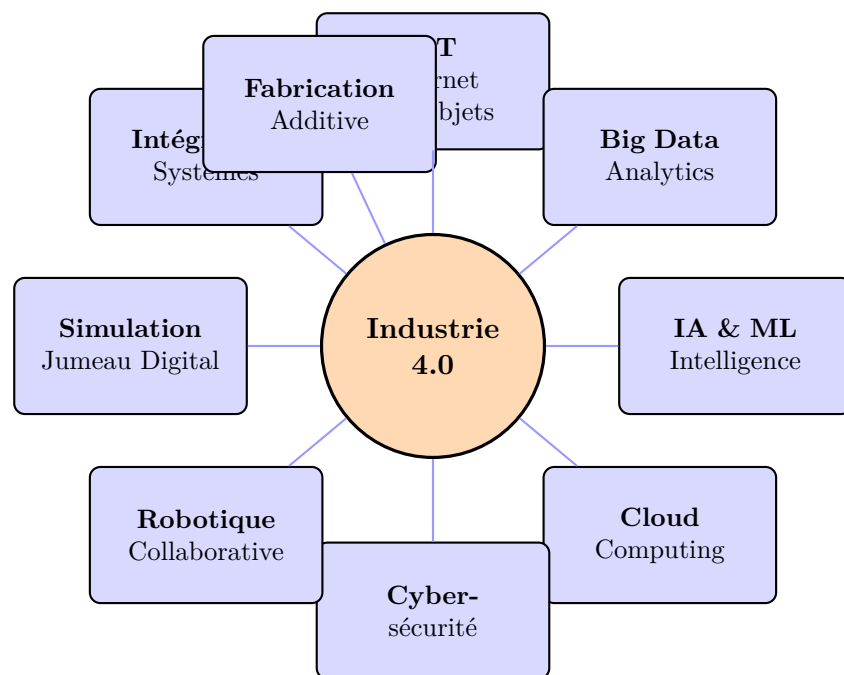 Fabrication
Additive
Big Data
Analytics
Simulation
Jumeau Digital
Industrie
4.0
IA & ML
Intelligence
Robotique
Collaborative
Cyber-
sécurité
Cloud
Computing